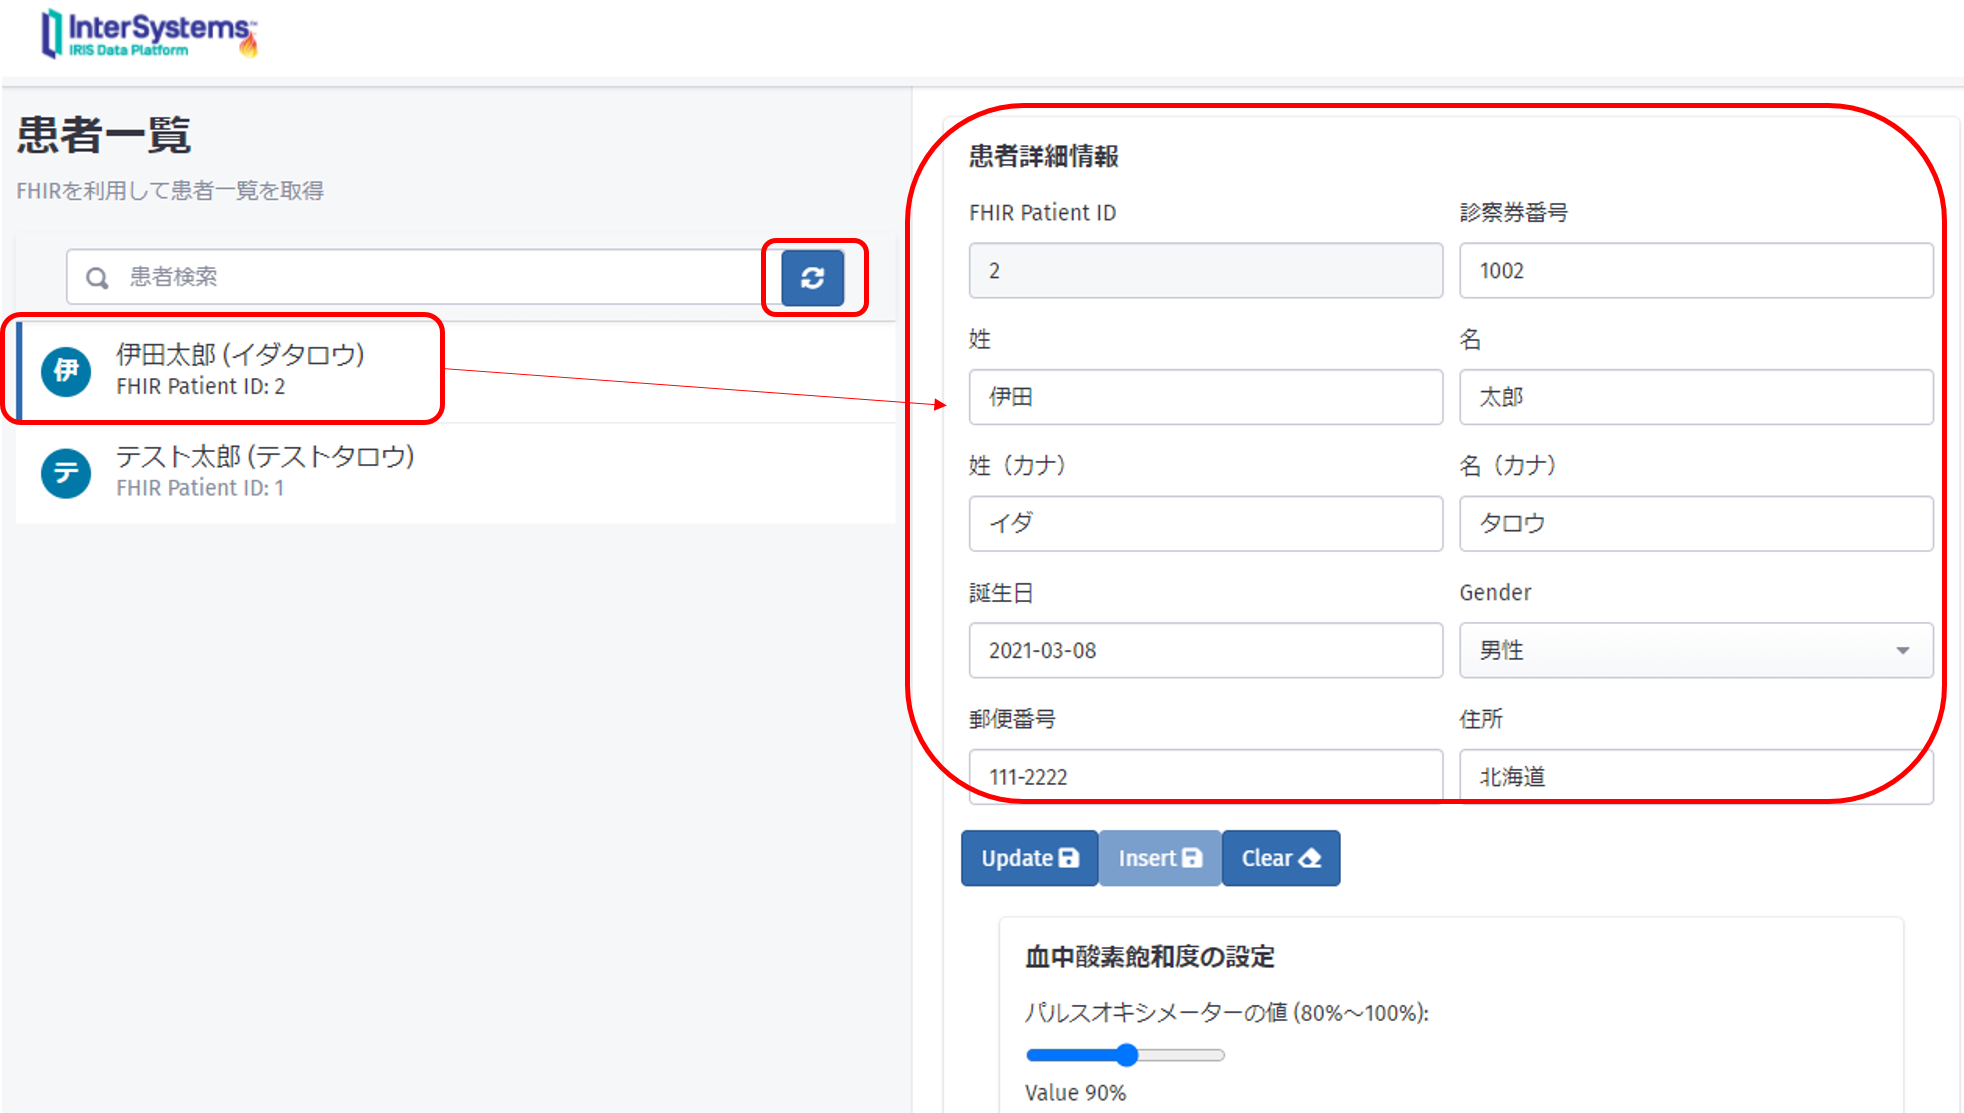 InterSystems™
IRIS Data Platform
患者一覧
FHIRを利用して患者一覧を取得
患者検索
伊
伊田太郎 (イダタロウ)
FHIR Patient ID: 2
テ
テスト太郎 (テストタロウ)
FHIR Patient ID: 1
患者詳細情報
FHIR Patient ID 診察券番号
2 1002
姓 名
伊田 太郎
姓（カナ） 名（カナ）
イダ タロウ
誕生日 Gender
2021-03-08 男性
郵便番号 住所
111-2222 北海道
Update Insert Clear
血中酸素飽和度の設定
パルスオキシメーターの値 (80%～100%):
Value 90%